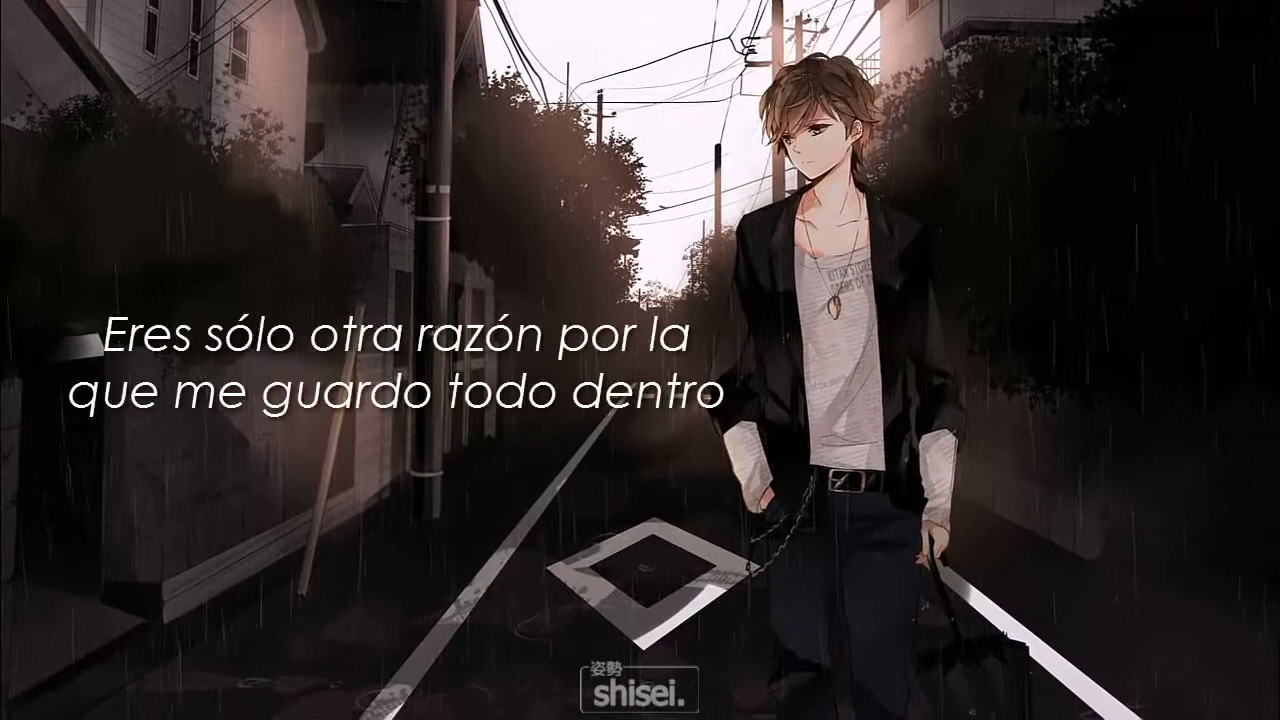 Eres sólo otra razón por la
que me guardo todo dentro
姿勢
shisei.